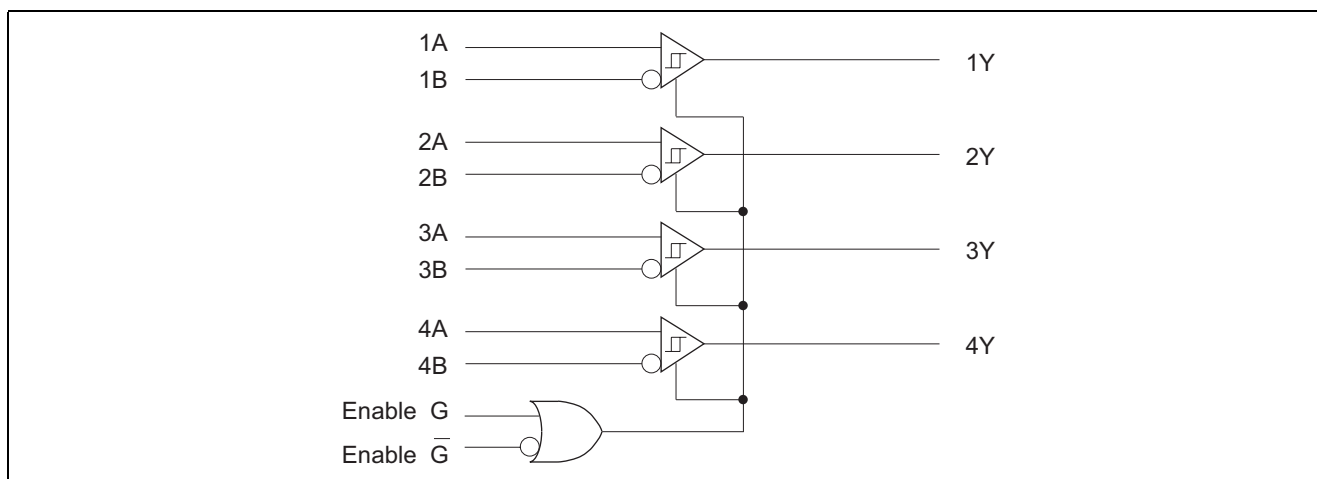 1A
1B
1Y
2A
2B
2Y
3A
3B
3Y
4A
4B
4Y
Enable G
Enable G̅